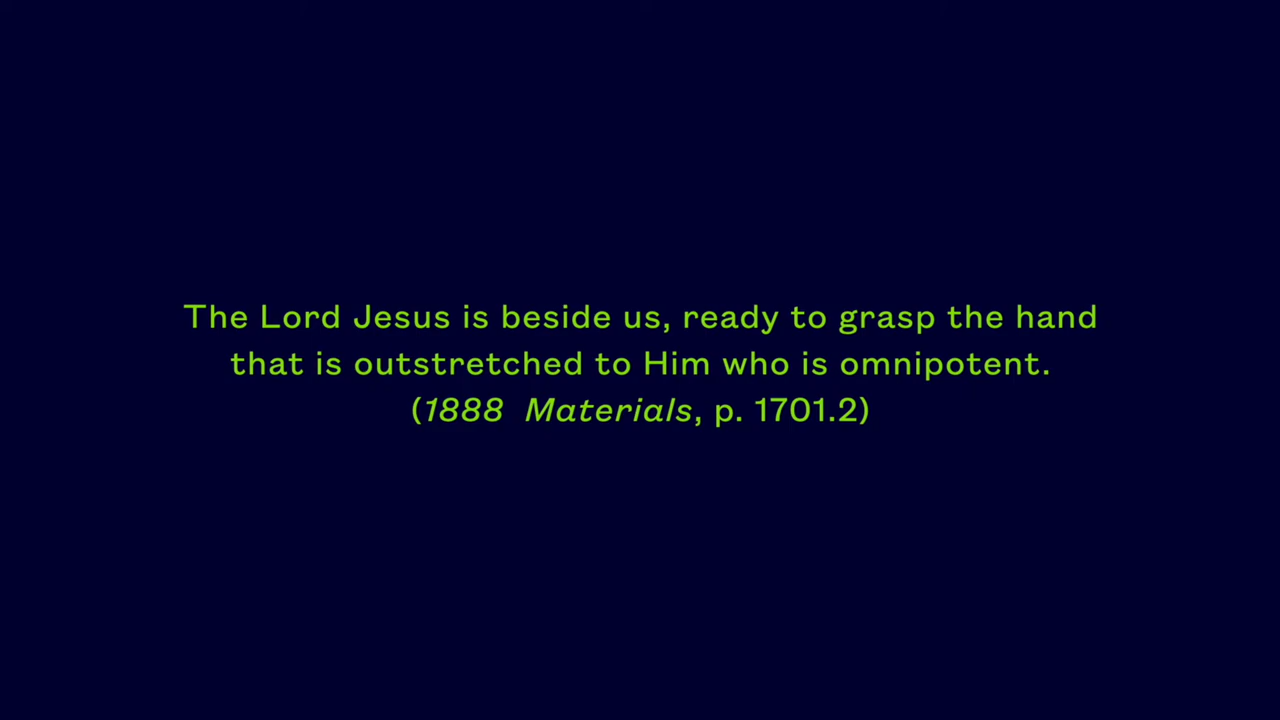 The Lord Jesus is beside us, ready to grasp the hand
that is outstretched to Him who is omnipotent.
(1888 Materials, p. 1701.2)